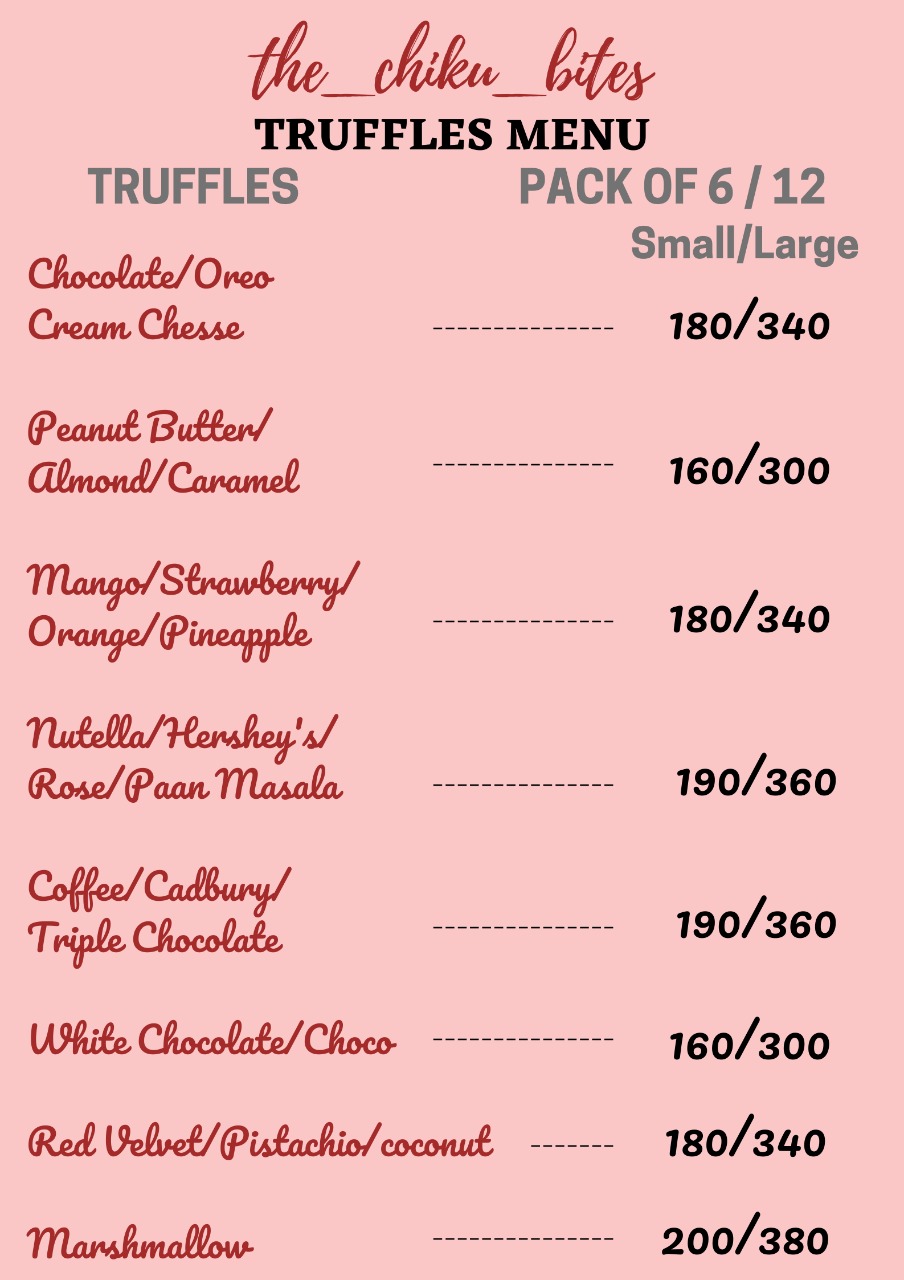 the__chiku__bites
TRUFFLES MENU
TRUFFLES PACK OF 6 / 12
Small/Large
Chocolate/Oreo
Cream Chesse -------------- 180/340
Peanut Butter/
Almond/Caramel -------------- 160/300
Mango/Strawberry/
Orange/Pineapple -------------- 180/340
Nutella/Hershey's/
Rose/Paan Masala -------------- 190/360
Coffee/Cadbury/
Triple Chocolate -------------- 190/360
White Chocolate/Choco -------------- 160/300
Red Velvet/Pistachio/coconut ------- 180/340
Marshmallow -------------- 200/380